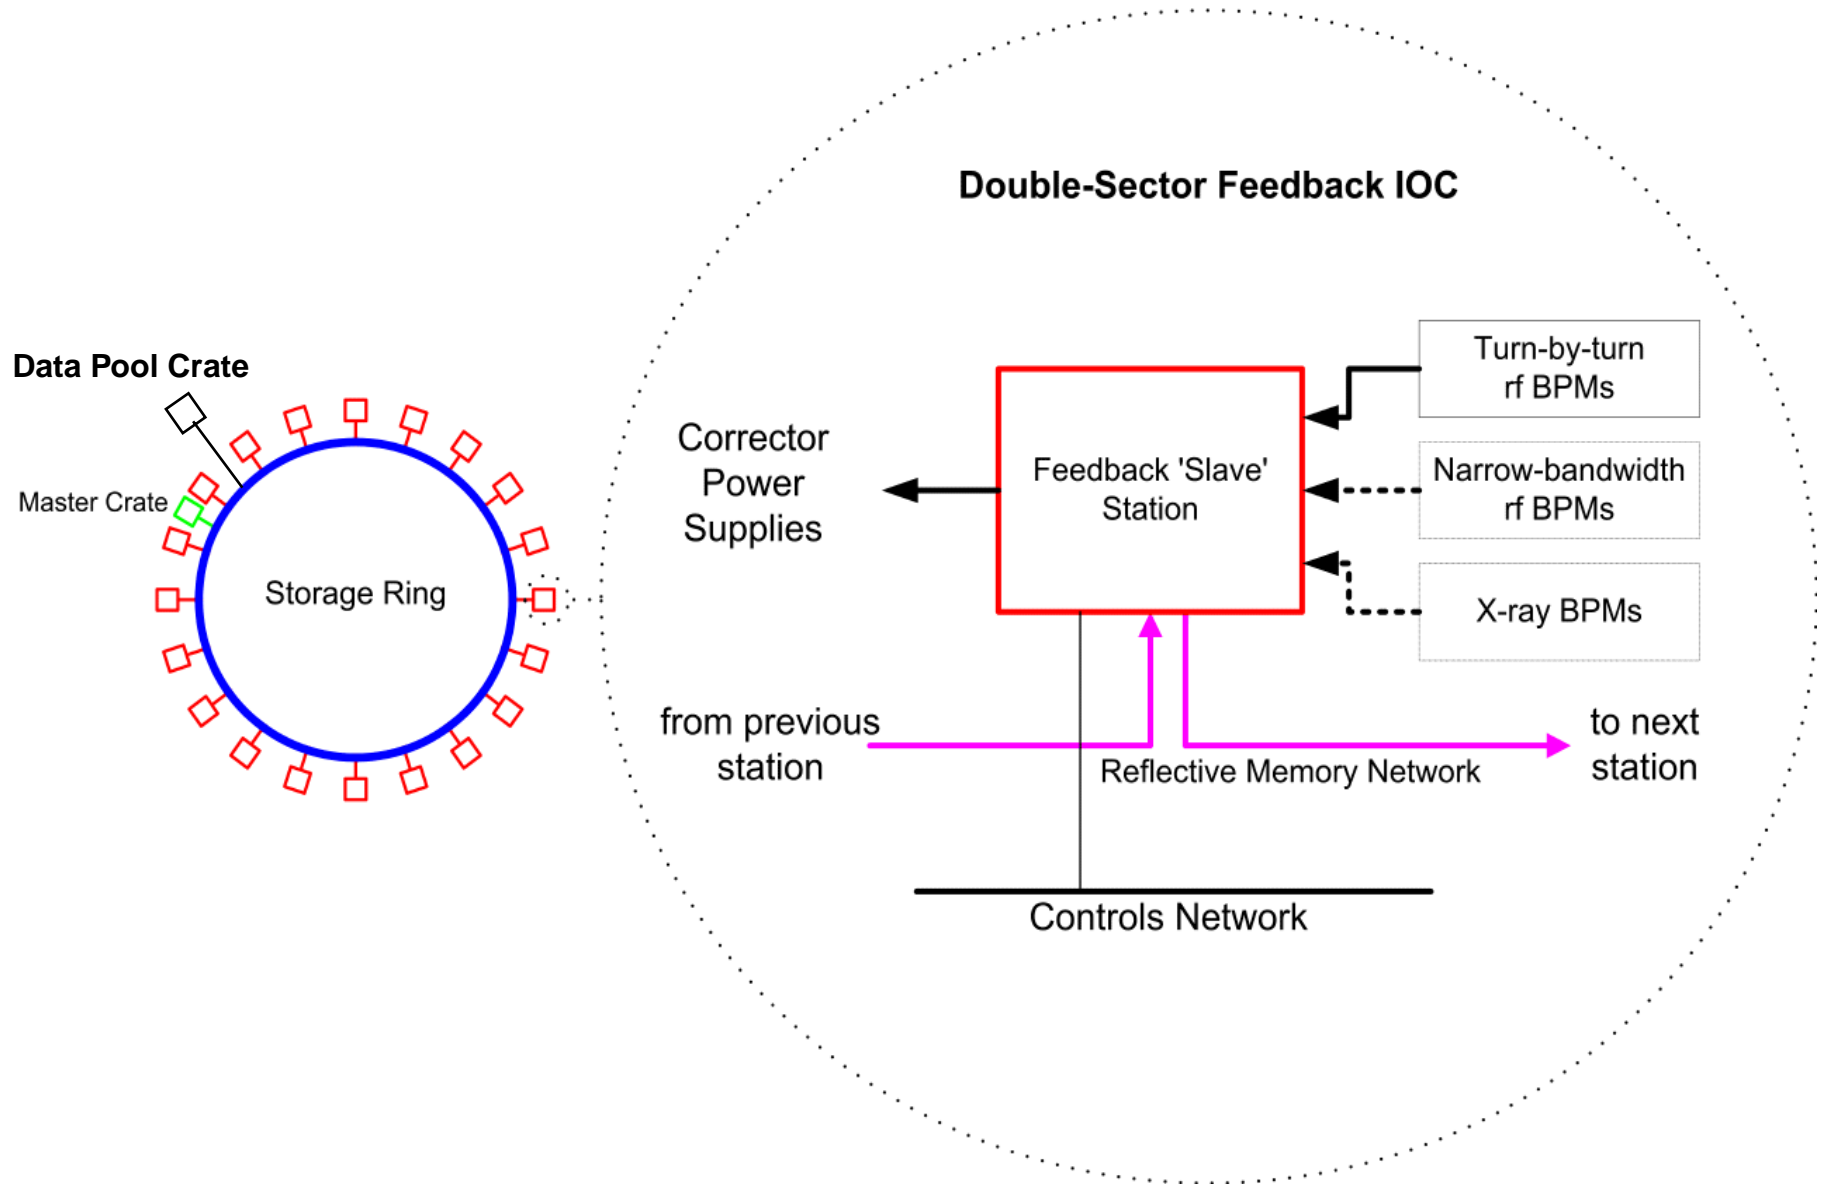 Double-Sector Feedback IOC
Data Pool Crate
Master Crate
Storage Ring
Corrector
Power
Supplies
Feedback 'Slave'
Station
Turn-by-turn
rf BPMs
Narrow-bandwidth
rf BPMs
X-ray BPMs
from previous
station
to next
station
Reflective Memory Network
Controls Network